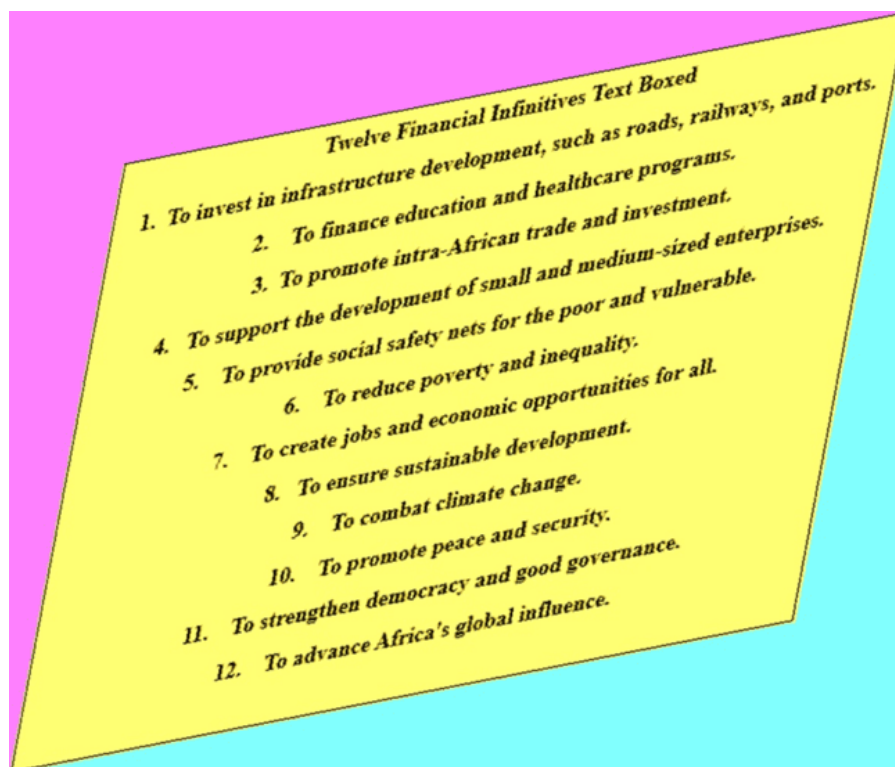 Twelve Financial Infinitives Text Boxed
1. To invest in infrastructure development, such as roads, railways, and ports.
2. To finance education and healthcare programs.
3. To promote intra-African trade and investment.
4. To support the development of small and medium-sized enterprises.
5. To provide social safety nets for the poor and vulnerable.
6. To reduce poverty and inequality.
7. To create jobs and economic opportunities for all.
8. To ensure sustainable development.
9. To combat climate change.
10. To promote peace and security.
11. To strengthen democracy and good governance.
12. To advance Africa's global influence.